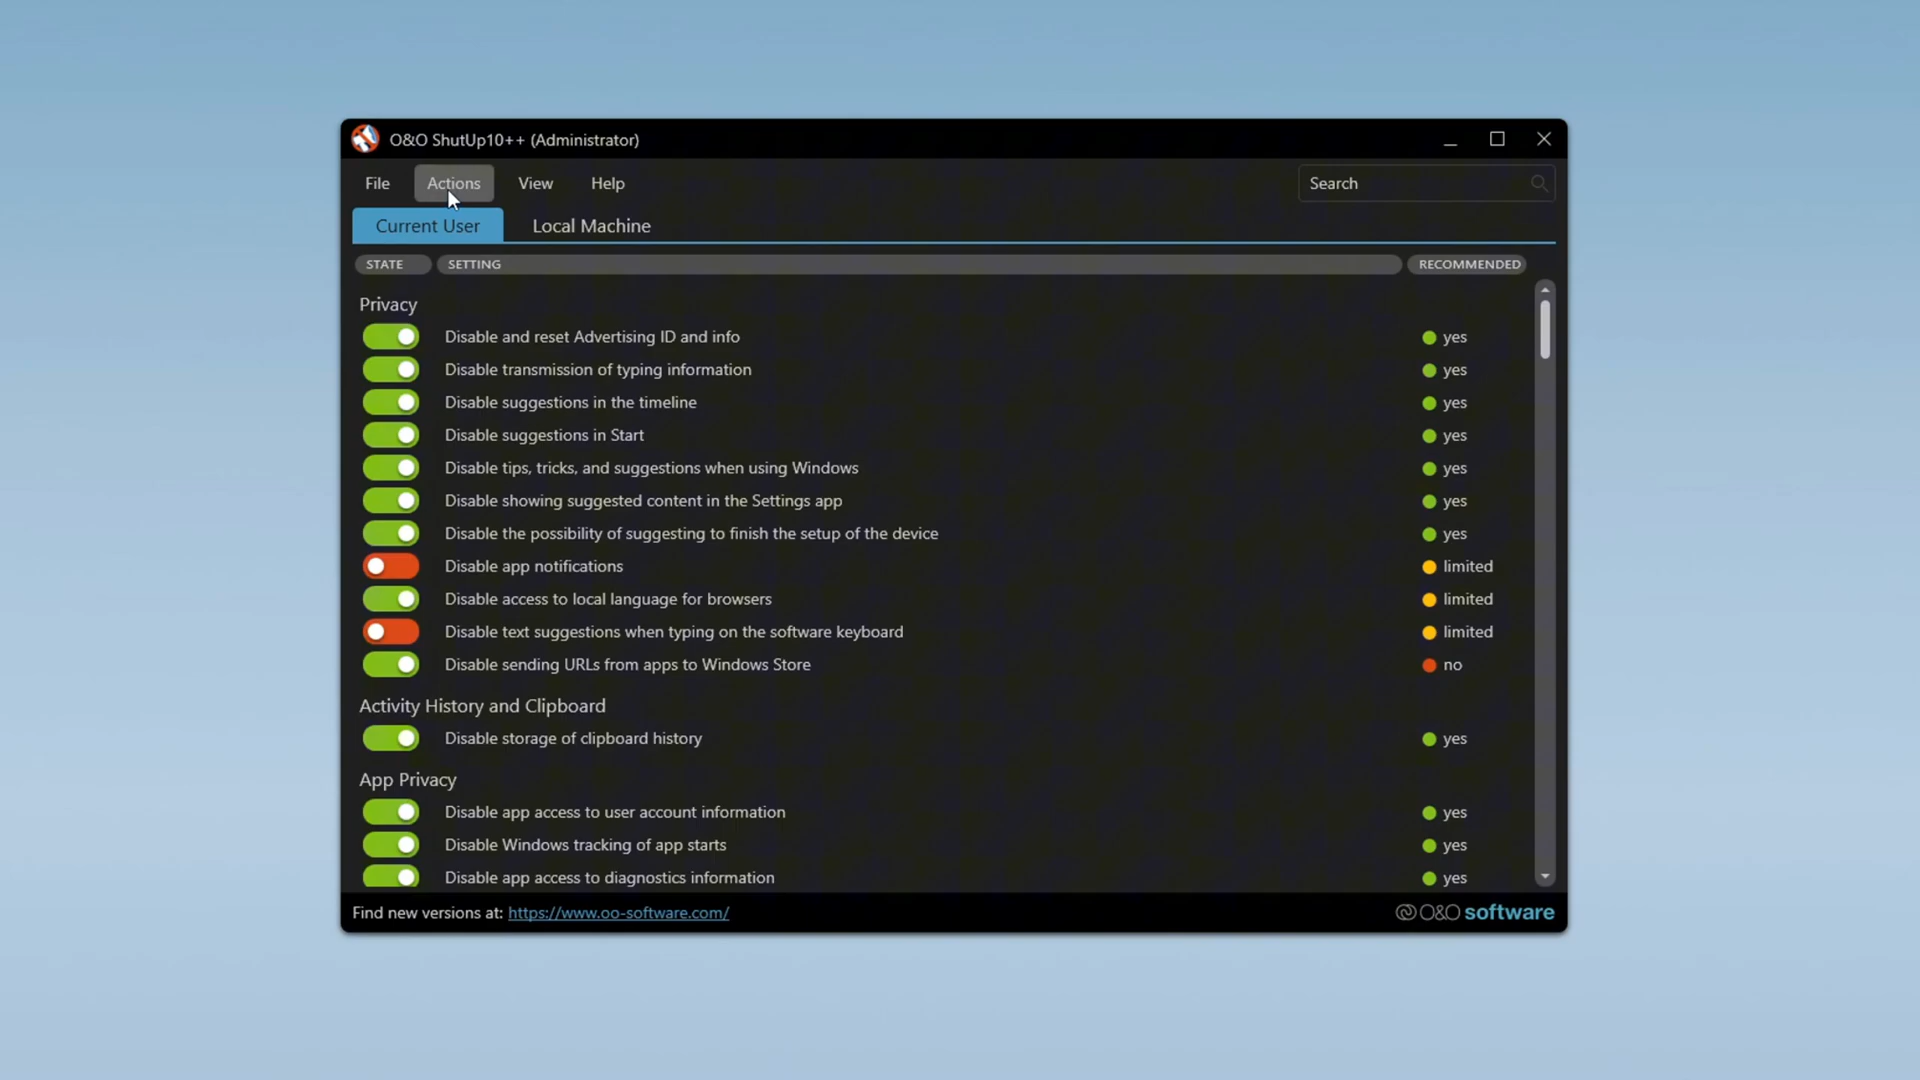 O&O ShutUp10++ (Administrator)
File Actions View Help Search
Current User Local Machine
STATE SETTING RECOMMENDED
Privacy
Disable and reset Advertising ID and info yes
Disable transmission of typing information yes
Disable suggestions in the timeline yes
Disable suggestions in Start yes
Disable tips, tricks, and suggestions when using Windows yes
Disable showing suggested content in the Settings app yes
Disable the possibility of suggesting to finish the setup of the device yes
Disable app notifications limited
Disable access to local language for browsers limited
Disable text suggestions when typing on the software keyboard limited
Disable sending URLs from apps to Windows Store no
Activity History and Clipboard
Disable storage of clipboard history yes
App Privacy
Disable app access to user account information yes
Disable Windows tracking of app starts yes
Disable app access to diagnostics information yes
Find new versions at: https://www.oo-software.com/ O&O software